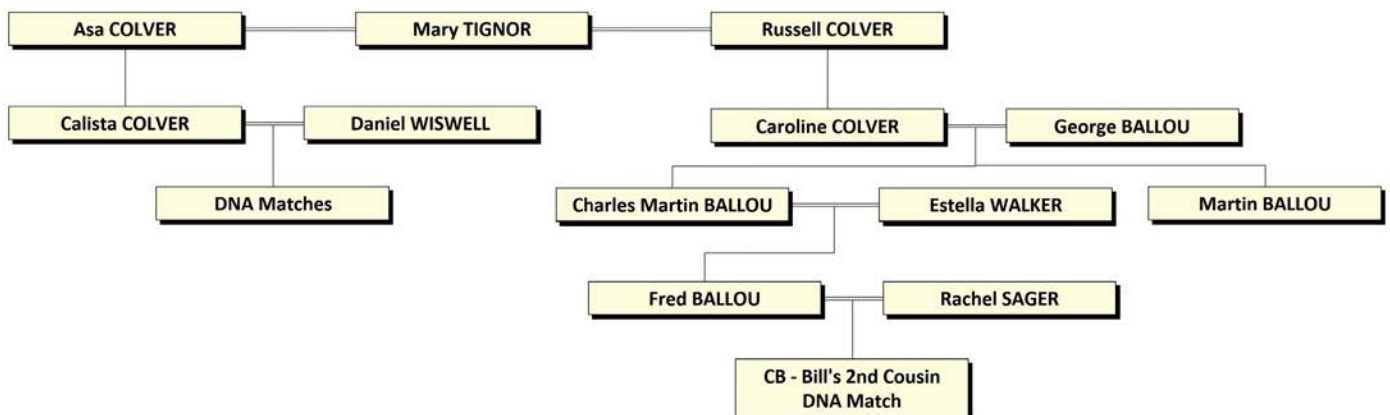 Asa COLVER
Mary TIGNOR
Russell COLVER
Calista COLVER
Daniel WISWELL
Caroline COLVER
George BALLOU
DNA Matches
Charles Martin BALLOU
Estella WALKER
Martin BALLOU
Fred BALLOU
Rachel SAGER
CB - Bill's 2nd Cousin
DNA Match